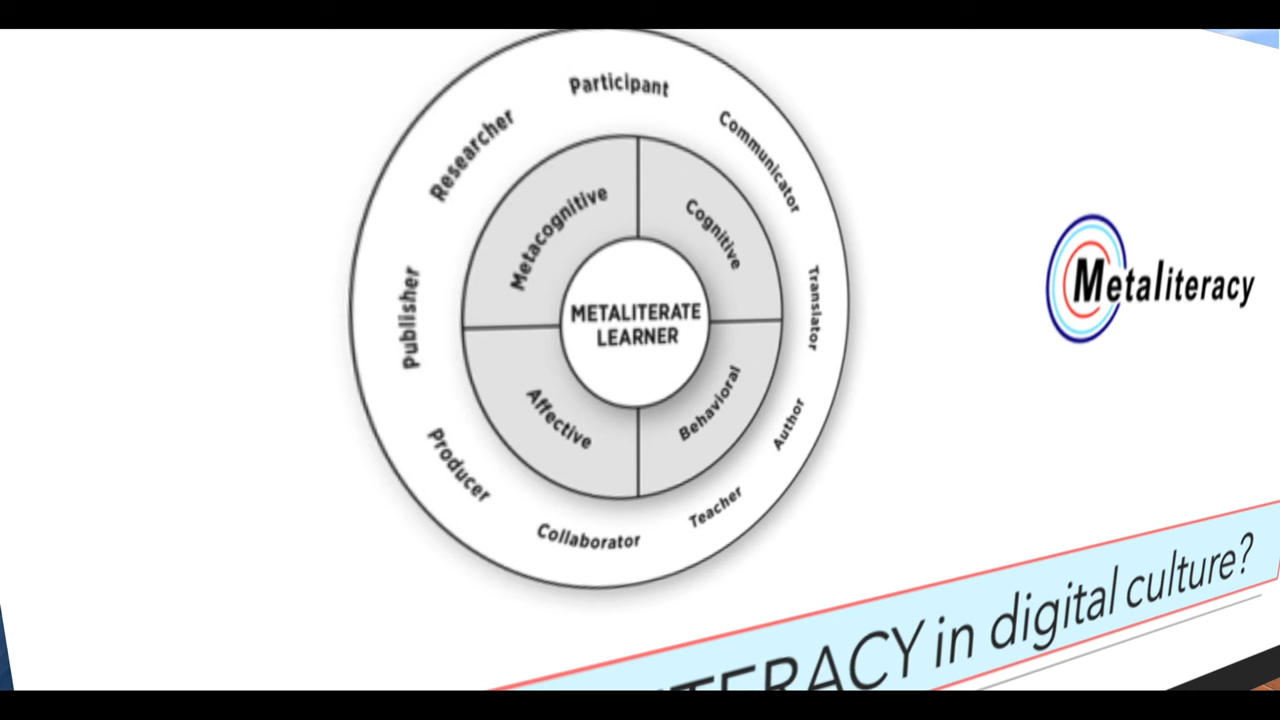 Participant
Communicator
Translator
Author
Teacher
Collaborator
Producer
Publisher
Researcher
Metacognitive
Cognitive
Behavioral
Affective
METALITERATE
LEARNER
Metaliteracy
in digital culture?